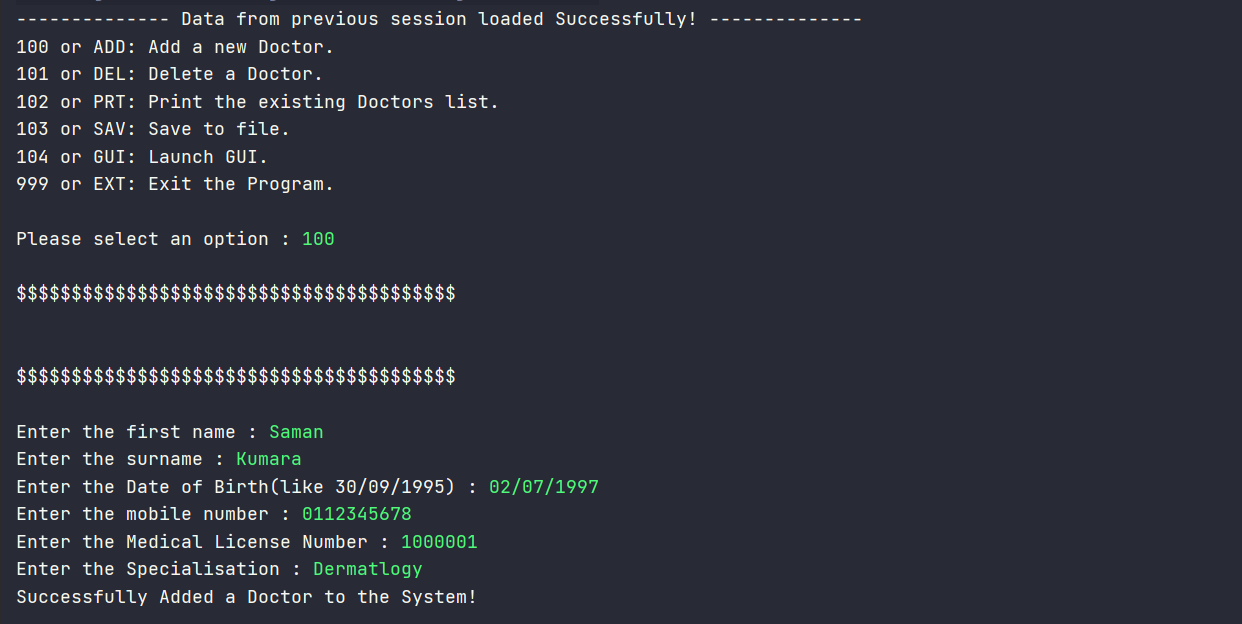 -------------- Data from previous session loaded Successfully! --------------
100 or ADD: Add a new Doctor.
101 or DEL: Delete a Doctor.
102 or PRT: Print the existing Doctors list.
103 or SAV: Save to file.
104 or GUI: Launch GUI.
999 or EXT: Exit the Program.
Please select an option : 100
$$$$$$$$$$$$$$$$$$$$$$$$$$$$$$$$$$$$$$$$
$$$$$$$$$$$$$$$$$$$$$$$$$$$$$$$$$$$$$$$$
Enter the first name : Saman
Enter the surname : Kumara
Enter the Date of Birth(like 30/09/1995) : 02/07/1997
Enter the mobile number : 0112345678
Enter the Medical License Number : 1000001
Enter the Specialisation : Dermatlogy
Successfully Added a Doctor to the System!